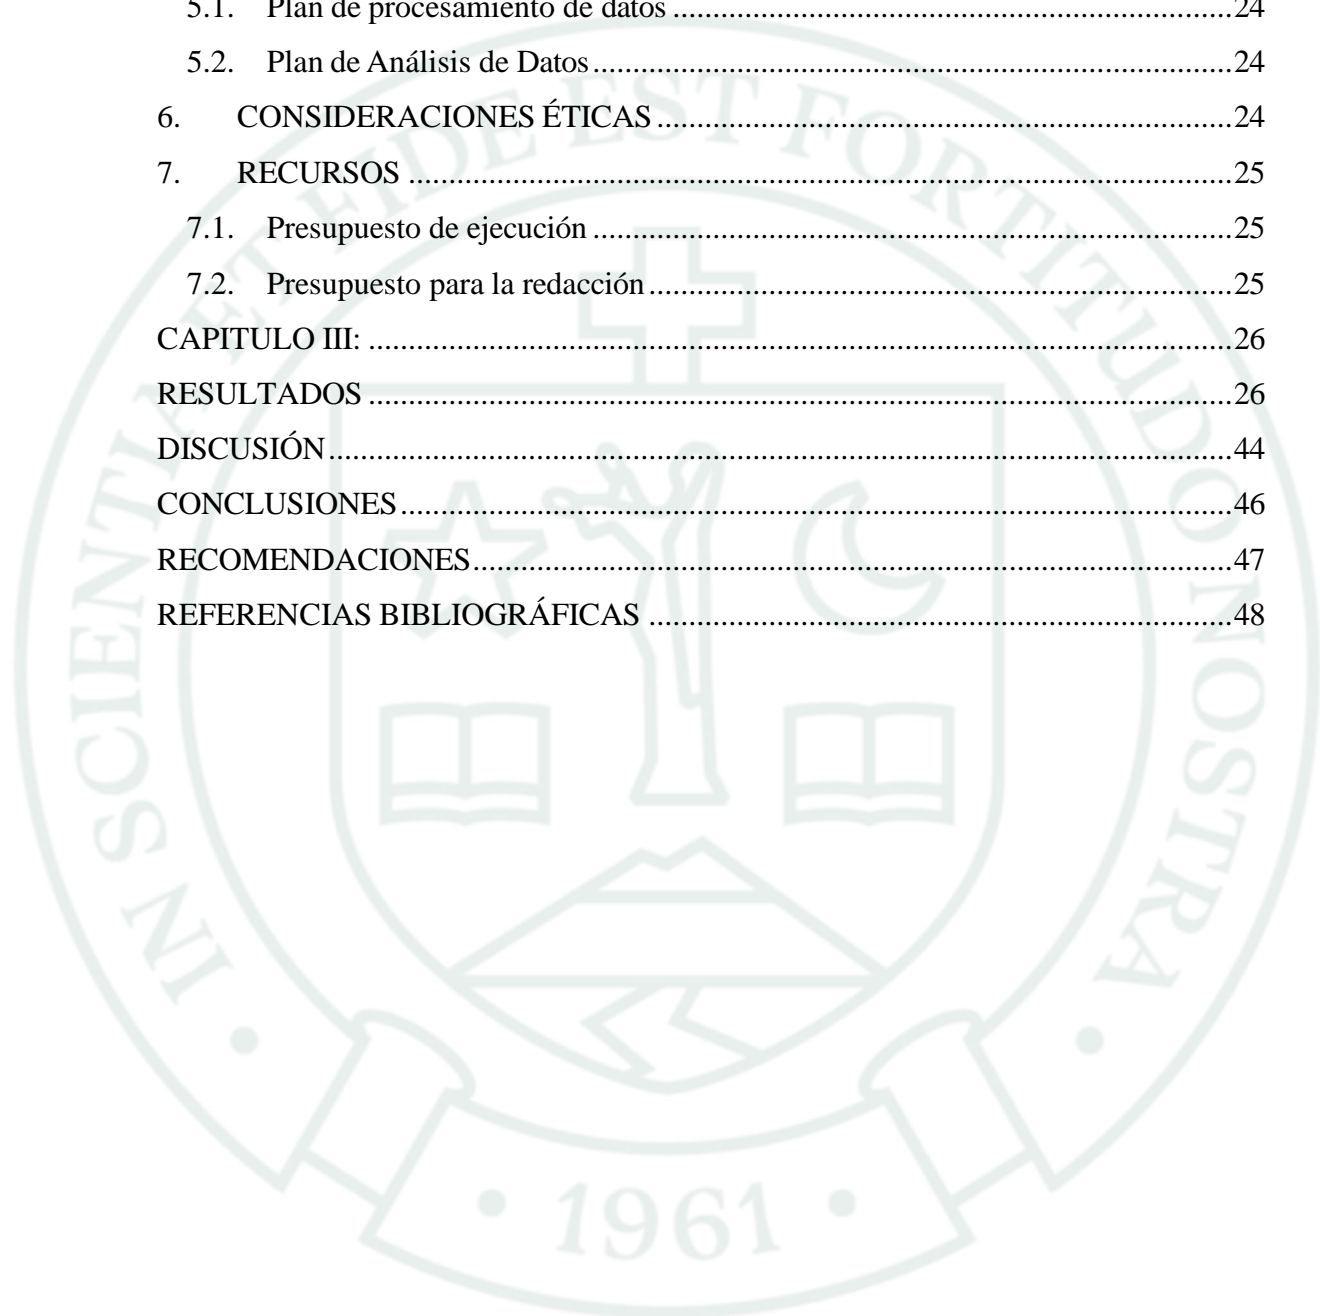 5.1. Plan de procesamiento de datos ........................................24
5.2. Plan de Análisis de Datos ........................................24
6. CONSIDERACIONES ÉTICAS ........................................24
7. RECURSOS ........................................25
7.1. Presupuesto de ejecución ........................................25
7.2. Presupuesto para la redacción ........................................25
CAPITULO III: ........................................26
RESULTADOS ........................................26
DISCUSIÓN ........................................44
CONCLUSIONES ........................................46
RECOMENDACIONES ........................................47
REFERENCIAS BIBLIOGRÁFICAS ........................................48
IN SCIENTIA ET FIDE EST FORTITUDO NOSTRA
• 1961 •